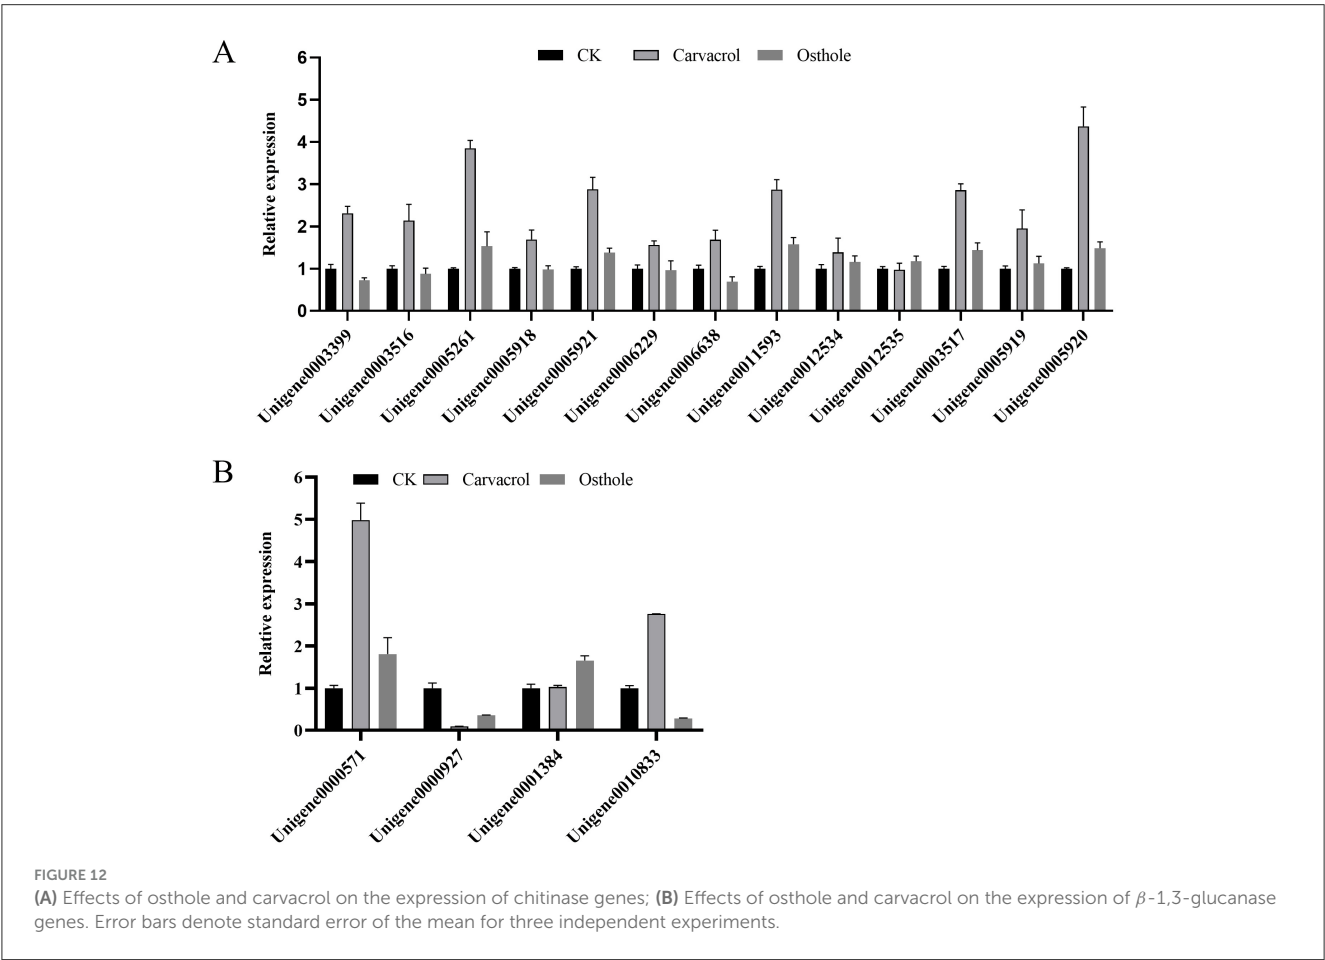 A
CK Carvacrol Osthole
Relative expression
6
5
4
3
2
1
0
Unigene0003399
Unigene0003516
Unigene0005261
Unigene0005918
Unigene0005921
Unigene0006229
Unigene0006638
Unigene0011593
Unigene0012534
Unigene0012535
Unigene0003517
Unigene0005919
Unigene0005920
B
CK Carvacrol Osthole
Relative expression
6
5
4
3
2
1
0
Unigene0000571
Unigene0000927
Unigene0001384
Unigene0010833
FIGURE 12
(A) Effects of osthole and carvacrol on the expression of chitinase genes; (B) Effects of osthole and carvacrol on the expression of β-1,3-glucanase
genes. Error bars denote standard error of the mean for three independent experiments.